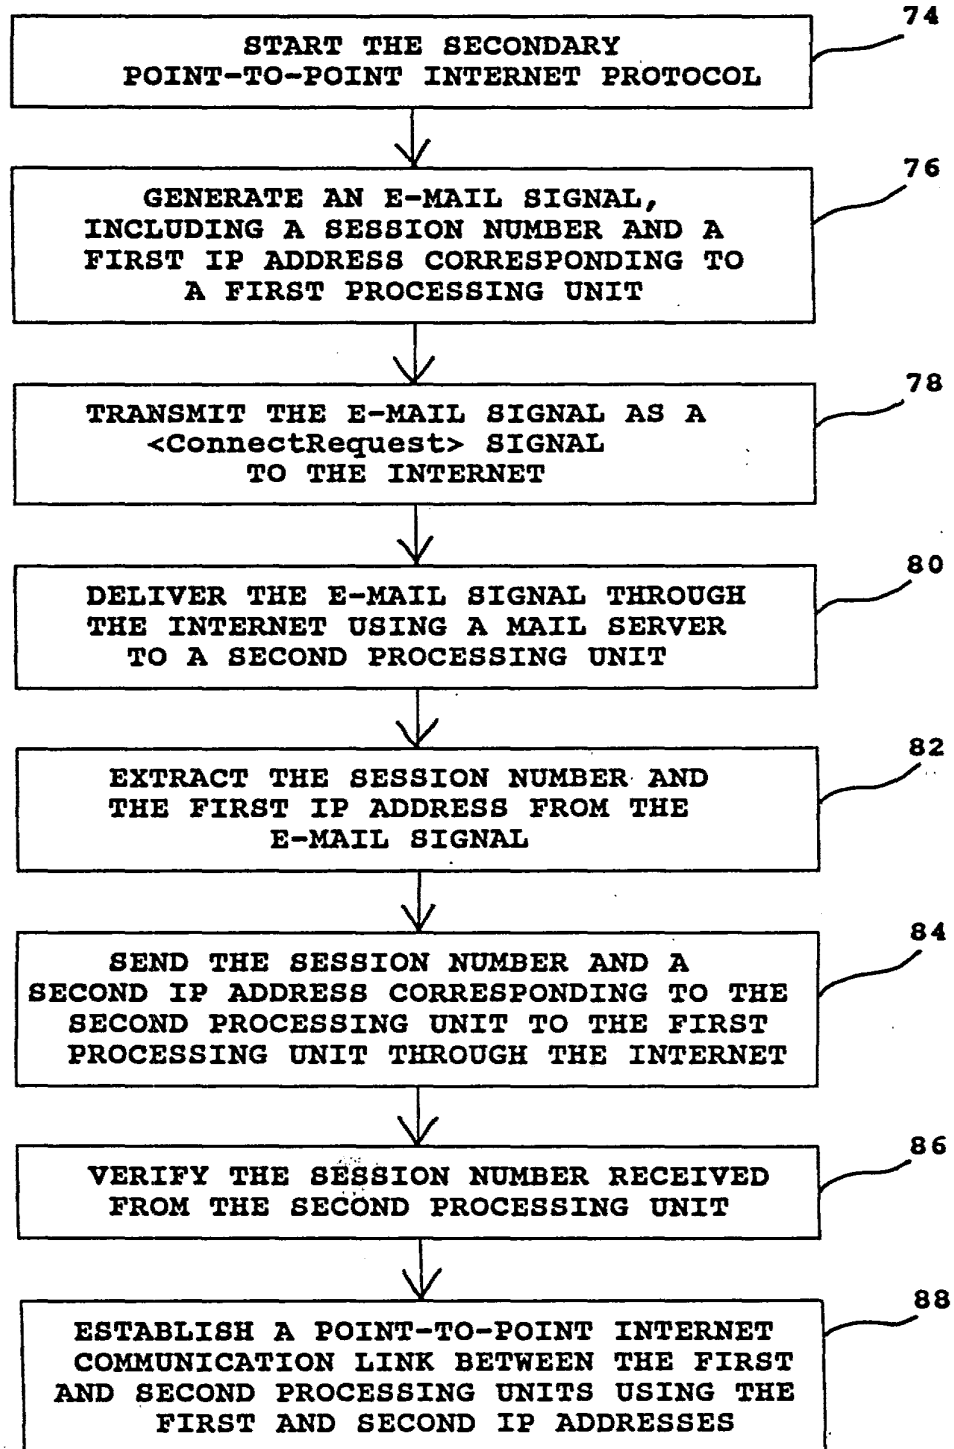 74
START THE SECONDARY
POINT-TO-POINT INTERNET PROTOCOL
76
GENERATE AN E-MAIL SIGNAL,
INCLUDING A SESSION NUMBER AND A
FIRST IP ADDRESS CORRESPONDING TO
A FIRST PROCESSING UNIT
78
TRANSMIT THE E-MAIL SIGNAL AS A
<ConnectRequest> SIGNAL
TO THE INTERNET
80
DELIVER THE E-MAIL SIGNAL THROUGH
THE INTERNET USING A MAIL SERVER
TO A SECOND PROCESSING UNIT
82
EXTRACT THE SESSION NUMBER AND
THE FIRST IP ADDRESS FROM THE
E-MAIL SIGNAL
84
SEND THE SESSION NUMBER AND A
SECOND IP ADDRESS CORRESPONDING TO THE
SECOND PROCESSING UNIT TO THE FIRST
PROCESSING UNIT THROUGH THE INTERNET
86
VERIFY THE SESSION NUMBER RECEIVED
FROM THE SECOND PROCESSING UNIT
88
ESTABLISH A POINT-TO-POINT INTERNET
COMMUNICATION LINK BETWEEN THE FIRST
AND SECOND PROCESSING UNITS USING THE
FIRST AND SECOND IP ADDRESSES